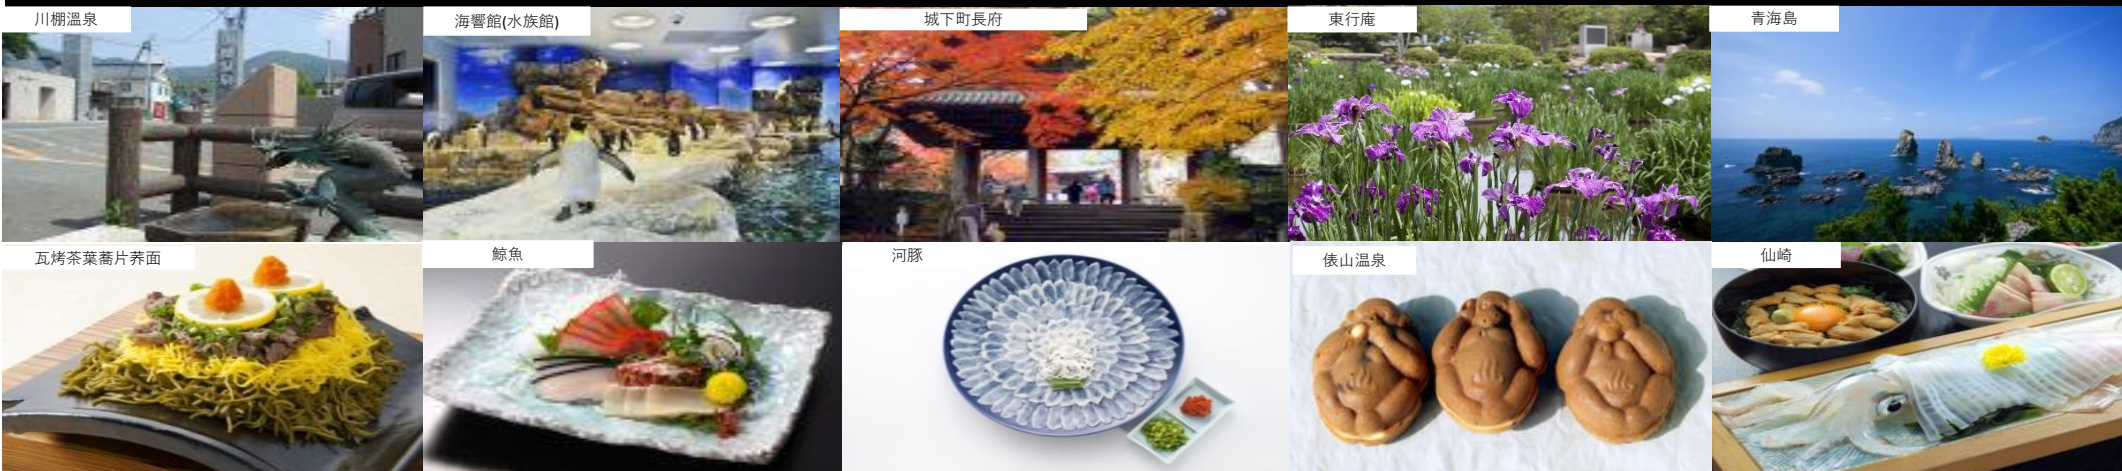 川棚溫泉
海響館(水族館)
城下町長府
東行庵
青海島
瓦烤茶葉蕎片荞面
鯨魚
河豚
俵山温泉
仙崎